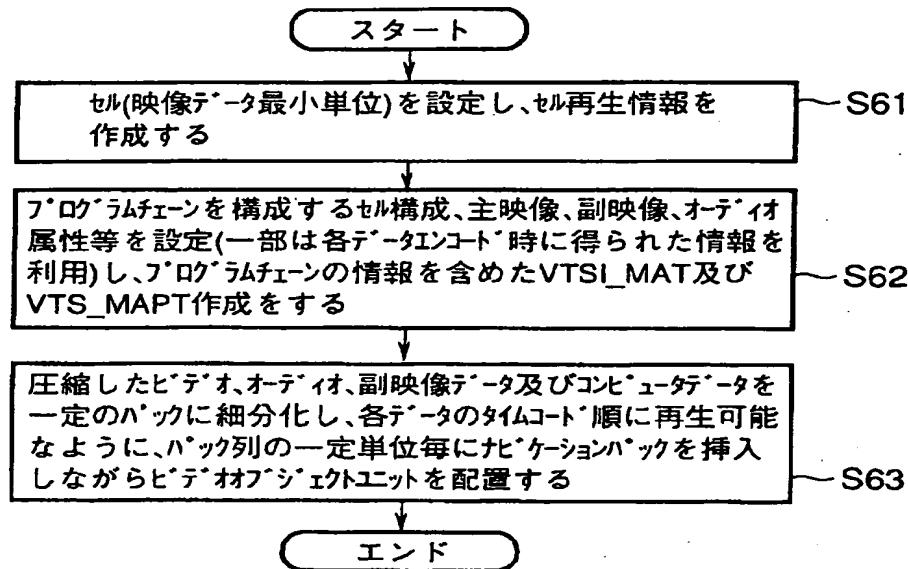 スタート
セル(映像データ最小単位)を設定し、セル再生情報を
作成する
S61
プログラムチェーンを構成するセル構成、主映像、副映像、オーディオ
属性等を設定(一部は各データエンコード時に得られた情報を
利用)し、プログラムチェーンの情報を含めたVTSI_MAT及び
VTS_MAPT作成をする
S62
圧縮したビデオ、オーディオ、副映像データ及びコンピュータデータを
一定のパックに細分化し、各データのタイムコード順に再生可能
なように、パック列の一定単位毎にナビケーションパックを挿入
しながらビデオオブジェクトユニットを配置する
S63
エンド